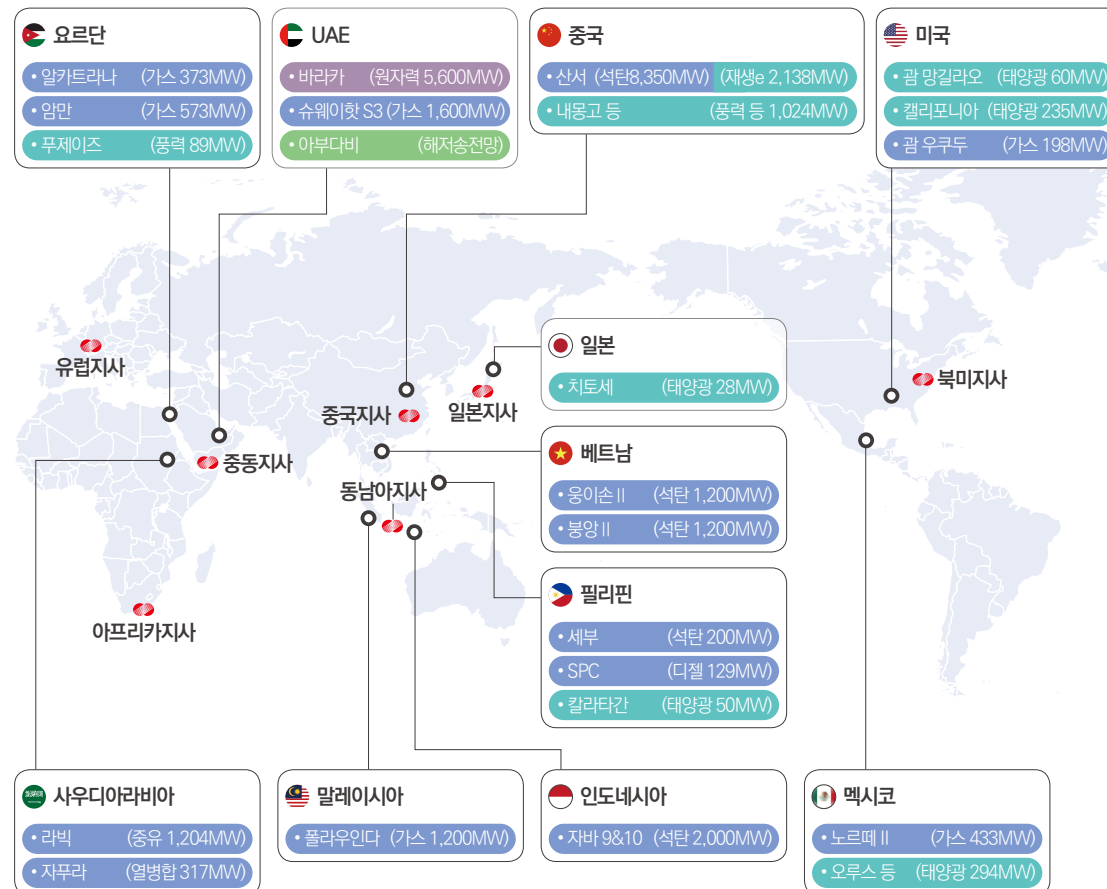 요르단
• 알카트라나 (가스 373MW)
• 암만 (가스 573MW)
• 푸제이즈 (풍력 89MW)
UAE
• 바라카 (원자력 5,600MW)
• 슈웨이핫 S3 (가스 1,600MW)
• 아부다비 (해저송전망)
중국
• 산서 (석탄8,350MW) (재생e 2,138MW)
• 내몽고 등 (풍력 등 1,024MW)
미국
• 괌 망길라오 (태양광 60MW)
• 캘리포니아 (태양광 235MW)
• 괌 우쿠두 (가스 198MW)
유럽지사
중동지사
아프리카지사
중국지사
일본지사
동남아지사
북미지사
일본
• 치토세 (태양광 28MW)
베트남
• 응이손Ⅱ (석탄 1,200MW)
• 붕앙Ⅱ (석탄 1,200MW)
필리핀
• 세부 (석탄 200MW)
• SPC (디젤 129MW)
• 칼라타간 (태양광 50MW)
사우디아라비아
• 라빅 (중유 1,204MW)
• 자푸라 (열병합 317MW)
말레이시아
• 폴라우인다 (가스 1,200MW)
인도네시아
• 자바 9&10 (석탄 2,000MW)
멕시코
• 노르떼Ⅱ (가스 433MW)
• 오루스 등 (태양광 294MW)